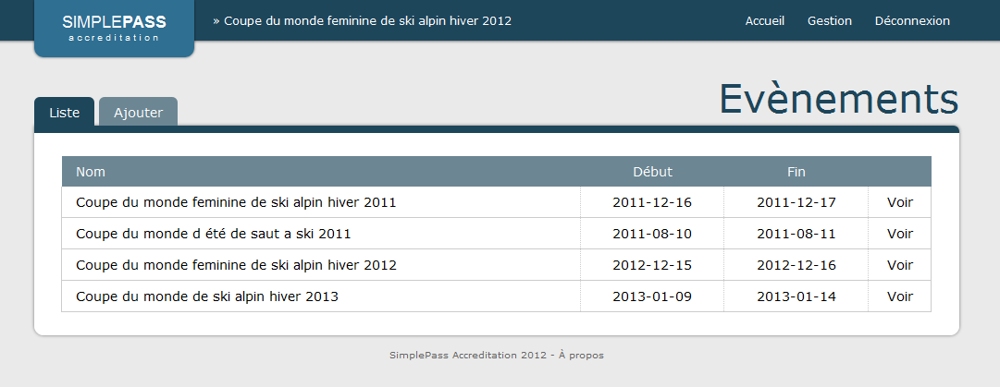 SIMPLEPASS
accreditation
» Coupe du monde feminine de ski alpin hiver 2012
Accueil Gestion Déconnexion
Evènements
Liste Ajouter
Nom Début Fin
Coupe du monde feminine de ski alpin hiver 2011 2011-12-16 2011-12-17 Voir
Coupe du monde d été de saut a ski 2011 2011-08-10 2011-08-11 Voir
Coupe du monde feminine de ski alpin hiver 2012 2012-12-15 2012-12-16 Voir
Coupe du monde de ski alpin hiver 2013 2013-01-09 2013-01-14 Voir
SimplePass Accreditation 2012 - À propos